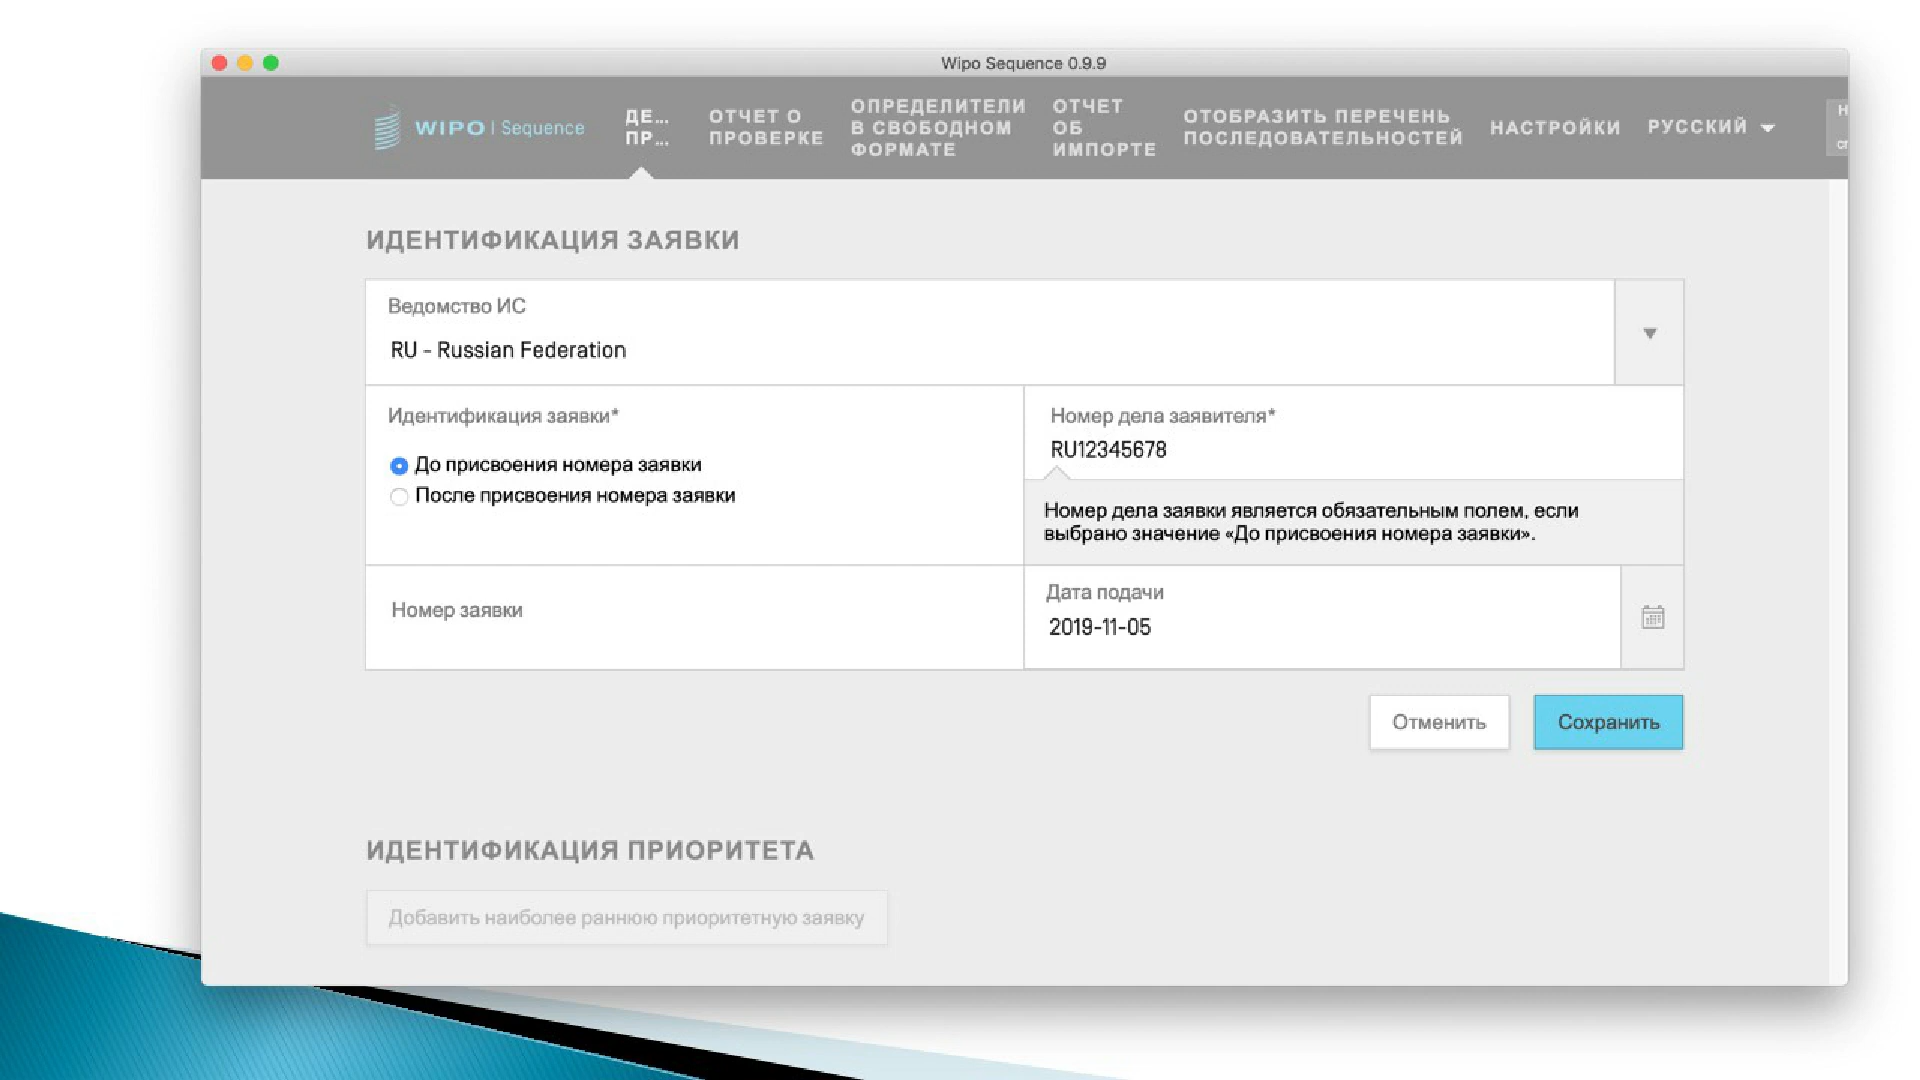 Wipo Sequence 0.9.9
WIPO | Sequence
ДЕ...
ПР...
ОТЧЕТ О
ПРОВЕРКЕ
ОПРЕДЕЛИТЕЛИ
В СВОБОДНОМ
ФОРМАТЕ
ОТЧЕТ
ОБ
ИМПОРТЕ
ОТОБРАЗИТЬ ПЕРЕЧЕНЬ
ПОСЛЕДОВАТЕЛЬНОСТЕЙ
НАСТРОЙКИ
РУССКИЙ
ИДЕНТИФИКАЦИЯ ЗАЯВКИ
Ведомство ИС
RU - Russian Federation
Идентификация заявки*
До присвоения номера заявки
После присвоения номера заявки
Номер дела заявителя*
RU12345678
Номер дела заявки является обязательным полем, если
выбрано значение «До присвоения номера заявки».
Номер заявки
Дата подачи
2019-11-05
Отменить
Сохранить
ИДЕНТИФИКАЦИЯ ПРИОРИТЕТА
Добавить наиболее раннюю приоритетную заявку